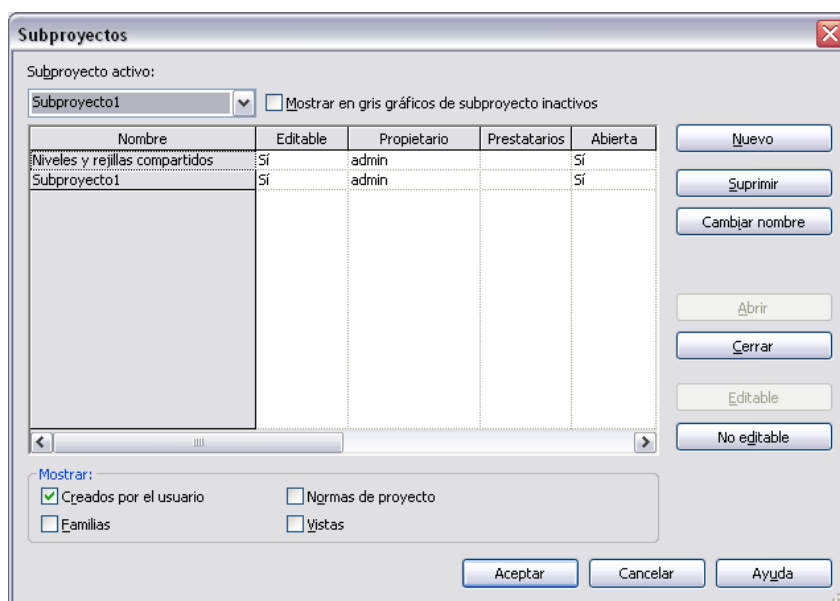 Subproyectos
Subproyecto activo:
Subproyecto1
Mostrar en gris gráficos de subproyecto inactivos
Nombre Editable Propietario Prestatarios Abierta
Niveles y rejillas compartidos Sí admin Sí
Subproyecto1 Sí admin Sí
Nuevo
Suprimir
Cambiar nombre
Abrir
Cerrar
Editable
No editable
Mostrar:
Creados por el usuario Normas de proyecto
Familias Vistas
Aceptar Cancelar Ayuda